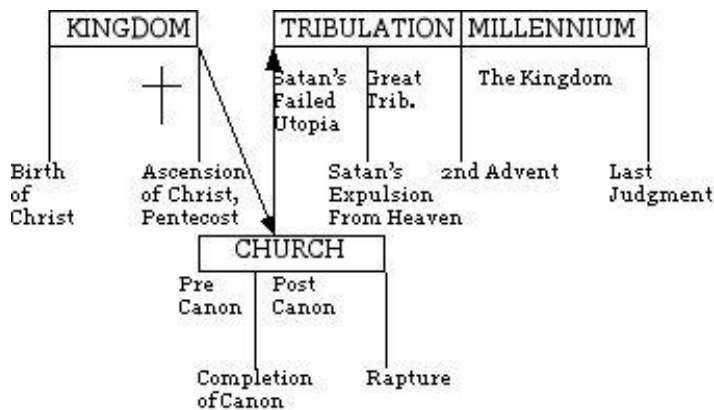 KINGDOM
TRIBULATION
MILLENNIUM
Satan's
Failed
Utopia
Great
Trib.
The Kingdom
Birth
of
Christ
Ascension
of Christ,
Pentecost
Satan's
Expulsion
From Heaven
2nd Advent
Last
Judgment
CHURCH
Pre
Canon
Post
Canon
Completion
of Canon
Rapture